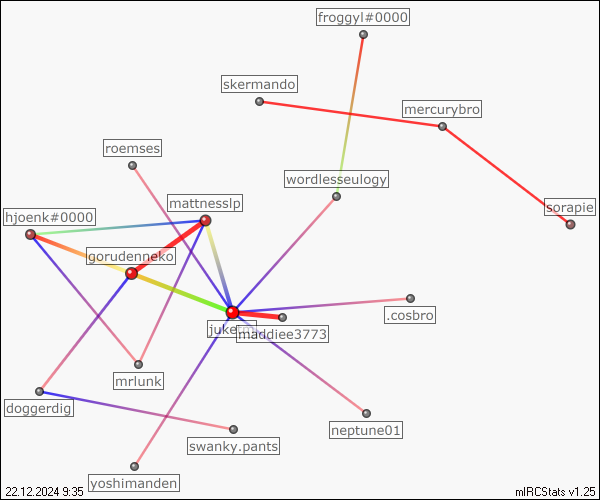 froggyl#0000
skermando
mercurybro
roemses
wordlesseulogy
mattnesslp
sorapie
hjoenk#0000
gorudenneko
.cosbro
maddiee3773
mrlunk
doggerdig
neptune01
swanky.pants
yoshimanden
22.12.2024 9:35
mIRCStats v1.25